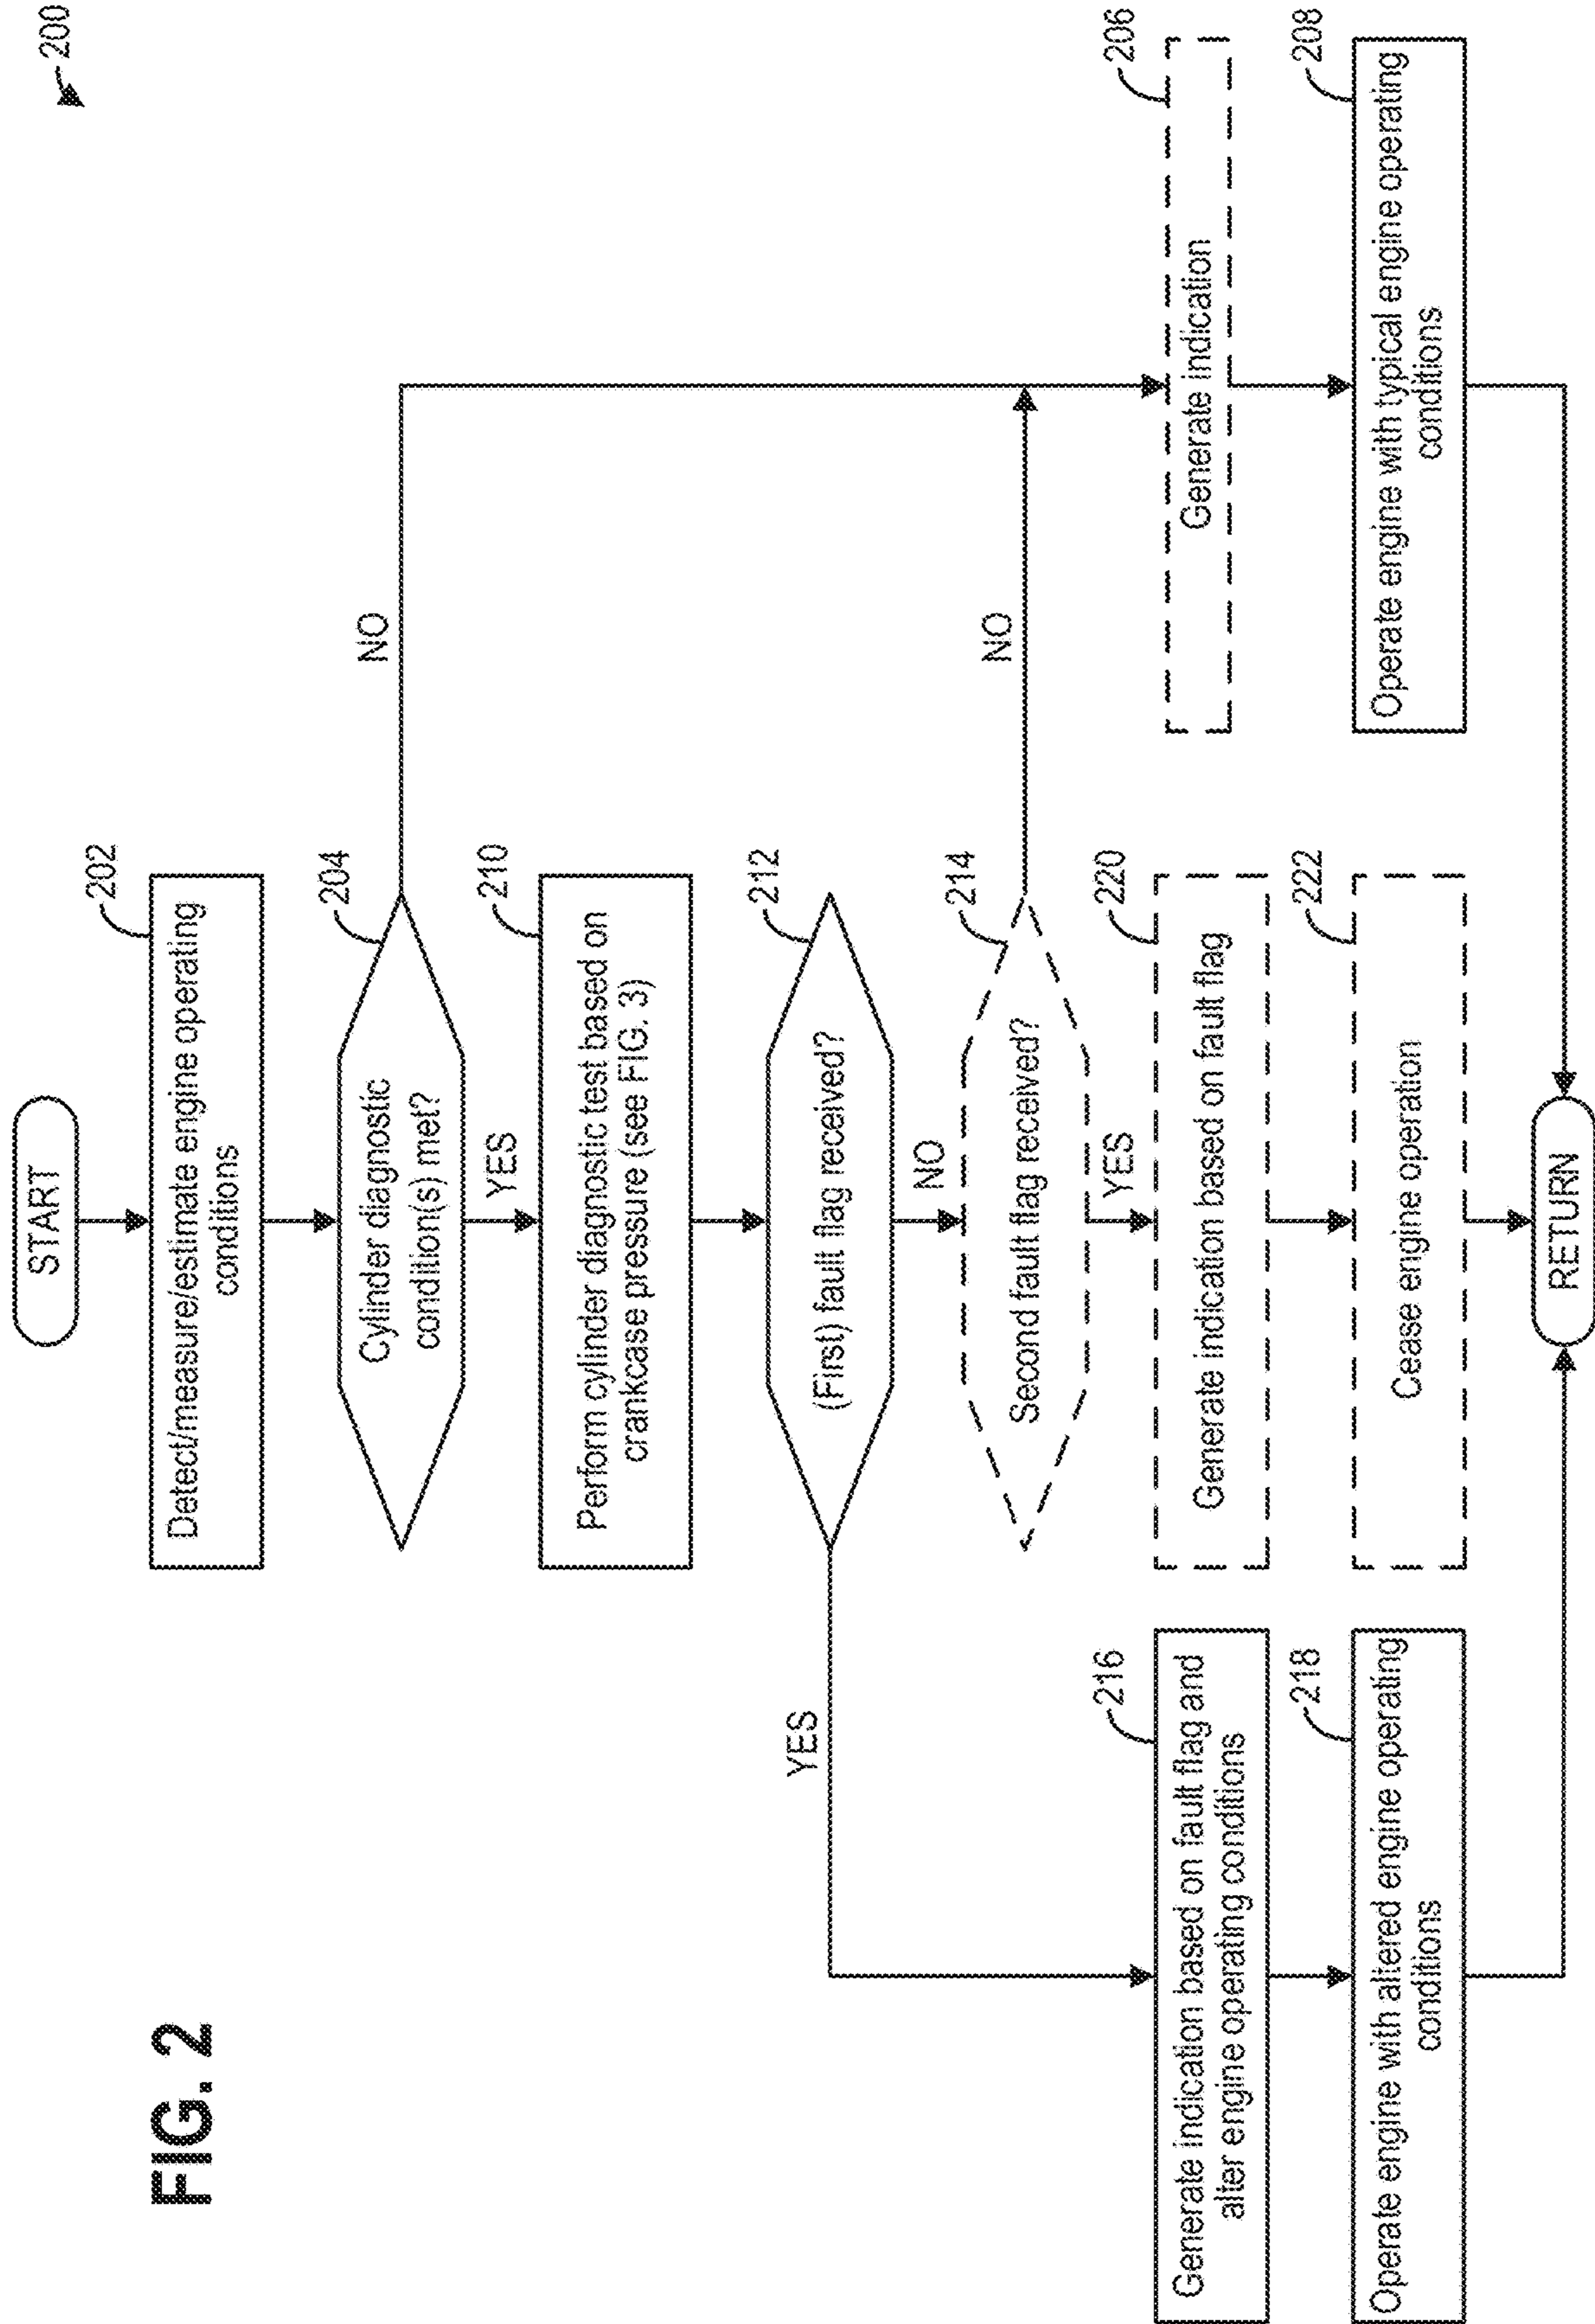 FIG. 2
200
START
202
Detect/measure/estimate engine operating
conditions
204
Cylinder diagnostic
condition(s) met?
NO
YES
210
Perform cylinder diagnostic test based on
crankcase pressure (see FIG. 3)
212
(First) fault flag received?
YES
NO
214
Second fault flag received?
NO
YES
216
Generate indication based on fault flag and
alter engine operating conditions
220
Generate indication based on fault flag
206
Generate indication
218
Operate engine with altered engine operating
conditions
222
Cease engine operation
208
Operate engine with typical engine operating
conditions
RETURN